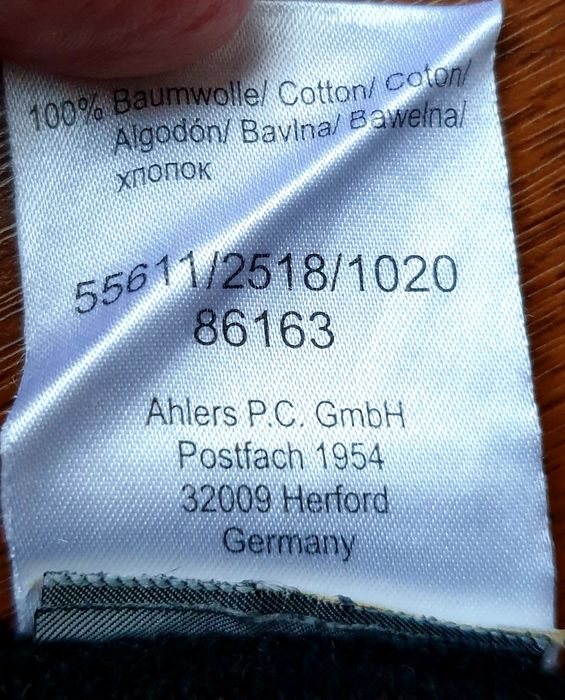 100% Baumwolle/ Cotton/ Coton/
Algodón/ Bavlna/ Bawełna/
хлопок
55611/2518/1020
86163
Ahlers P.C. GmbH
Postfach 1954
32009 Herford
Germany